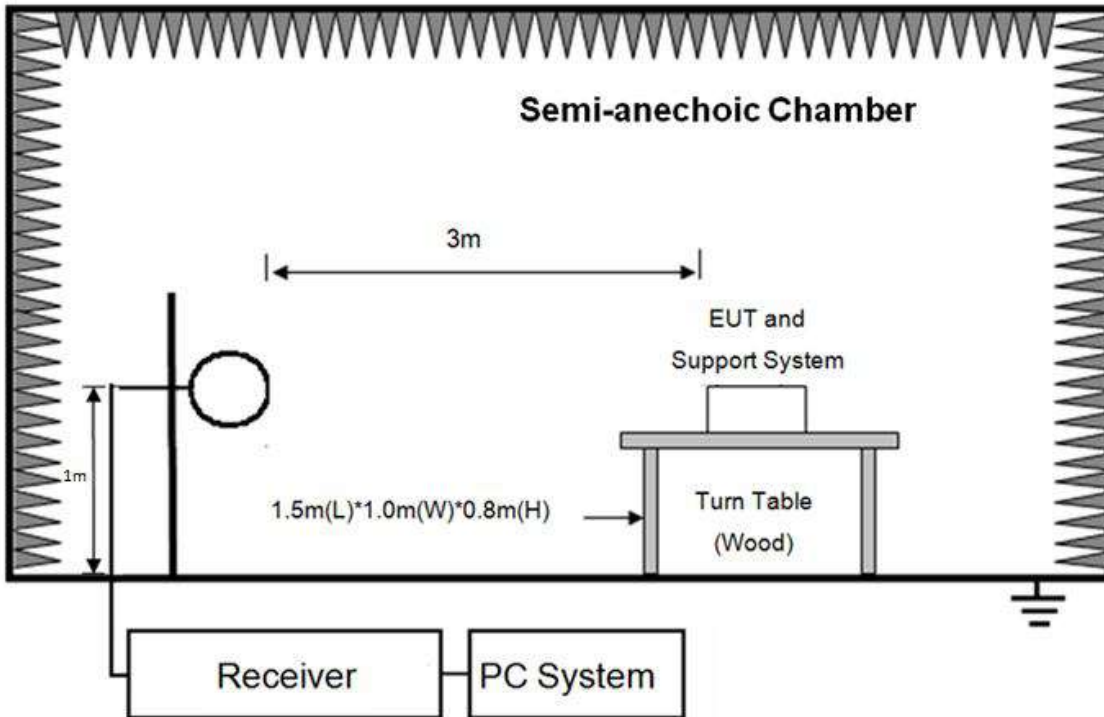 Semi-anechoic Chamber
3m
EUT and
Support System
1m
1.5m(L)*1.0m(W)*0.8m(H)
Turn Table
(Wood)
Receiver
PC System